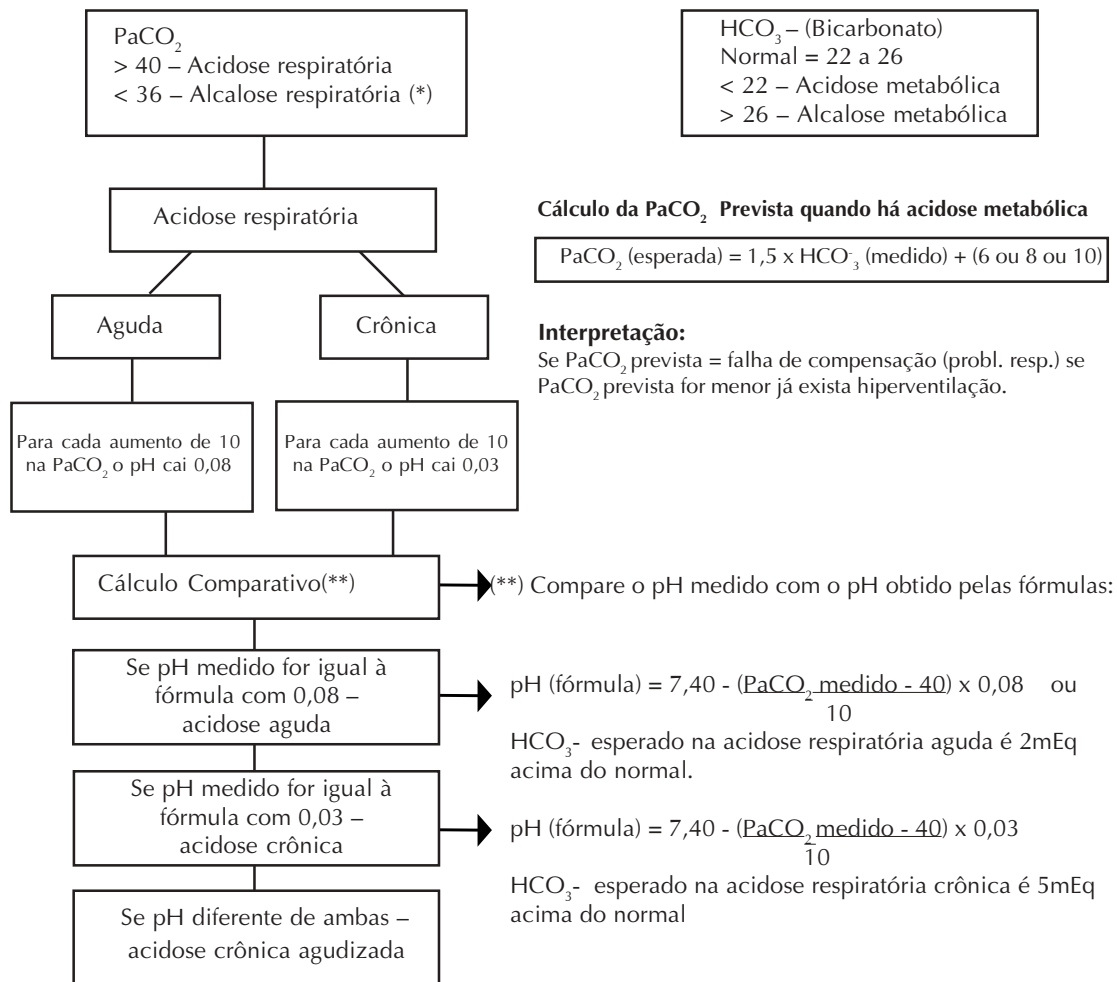 PaCO₂
> 40 – Acidose respiratória
< 36 – Alcalose respiratória (*)
HCO₃– (Bicarbonato)
Normal = 22 a 26
< 22 – Acidose metabólica
> 26 – Alcalose metabólica
Acidose respiratória
Cálculo da PaCO₂ Prevista quando há acidose metabólica
PaCO₂ (esperada) = 1,5 x HCO⁻₃ (medido) + (6 ou 8 ou 10)
Aguda
Crônica
Interpretação:
Se PaCO₂ prevista = falha de compensação (probl. resp.) se
PaCO₂ prevista for menor já exista hiperventilação.
Para cada aumento de 10
na PaCO₂ o pH cai 0,08
Para cada aumento de 10
na PaCO₂ o pH cai 0,03
Cálculo Comparativo(**)
(**) Compare o pH medido com o pH obtido pelas fórmulas:
Se pH medido for igual à
fórmula com 0,08 –
acidose aguda
pH (fórmula) = 7,40 - (PaCO₂ medido - 40) x 0,08 ou
10
HCO₃- esperado na acidose respiratória aguda é 2mEq
acima do normal.
Se pH medido for igual à
fórmula com 0,03 –
acidose crônica
pH (fórmula) = 7,40 - (PaCO₂ medido - 40) x 0,03
10
HCO₃- esperado na acidose respiratória crônica é 5mEq
acima do normal
Se pH diferente de ambas –
acidose crônica agudizada